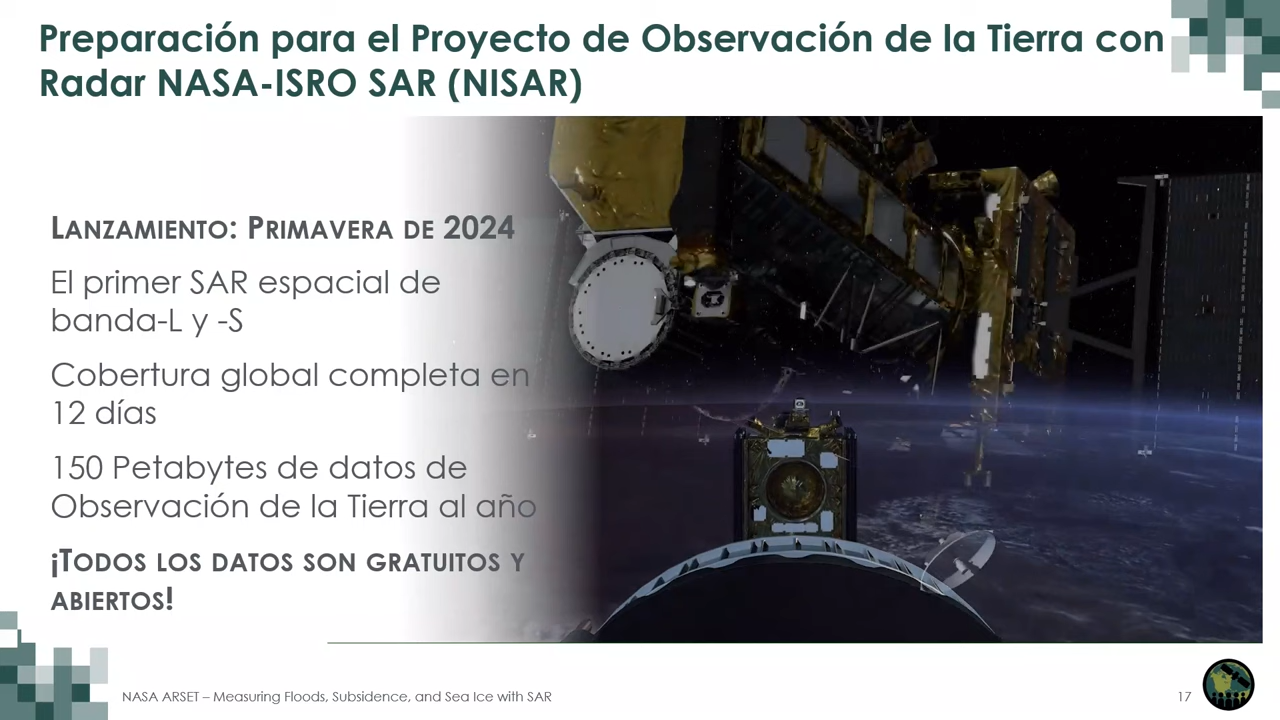 Preparación para el Proyecto de Observación de la Tierra con
Radar NASA-ISRO SAR (NISAR)
LANZAMIENTO: PRIMAVERA DE 2024
El primer SAR espacial de
banda-L y -S
Cobertura global completa en
12 días
150 Petabytes de datos de
Observación de la Tierra al año
¡TODOS LOS DATOS SON GRATUITOS Y
ABIERTOS!
NASA ARSET – Measuring Floods, Subsidence, and Sea Ice with SAR
17